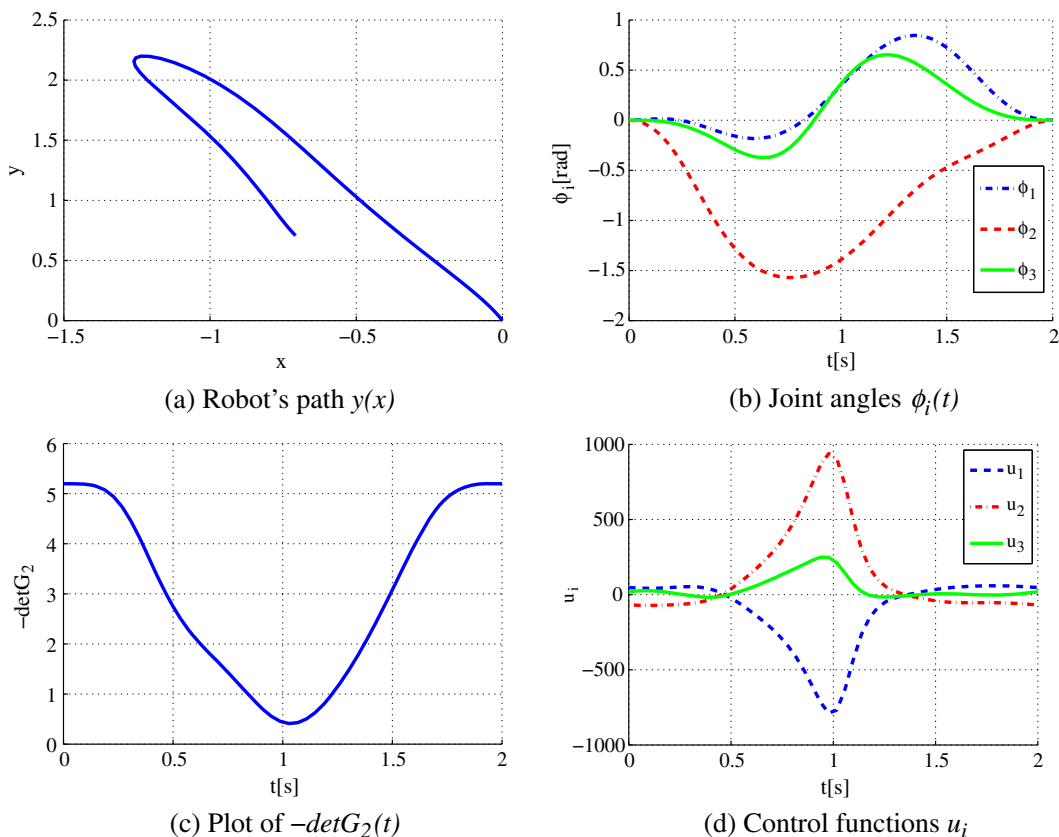 2.5
2
1.5
1
0.5
0
y
−1.5
−1
−0.5
0
x
(a) Robot's path y(x)
1
0.5
0
−0.5
−1
−1.5
−2
ϕi[rad]
ϕ1
ϕ2
ϕ3
0
0.5
1
1.5
2
t[s]
(b) Joint angles ϕi(t)
6
5
4
3
2
1
0
−detG2
0
0.5
1
1.5
2
t[s]
(c) Plot of −detG2(t)
1000
500
0
−500
−1000
ui
u1
u2
u3
0
0.5
1
1.5
2
t[s]
(d) Control functions ui